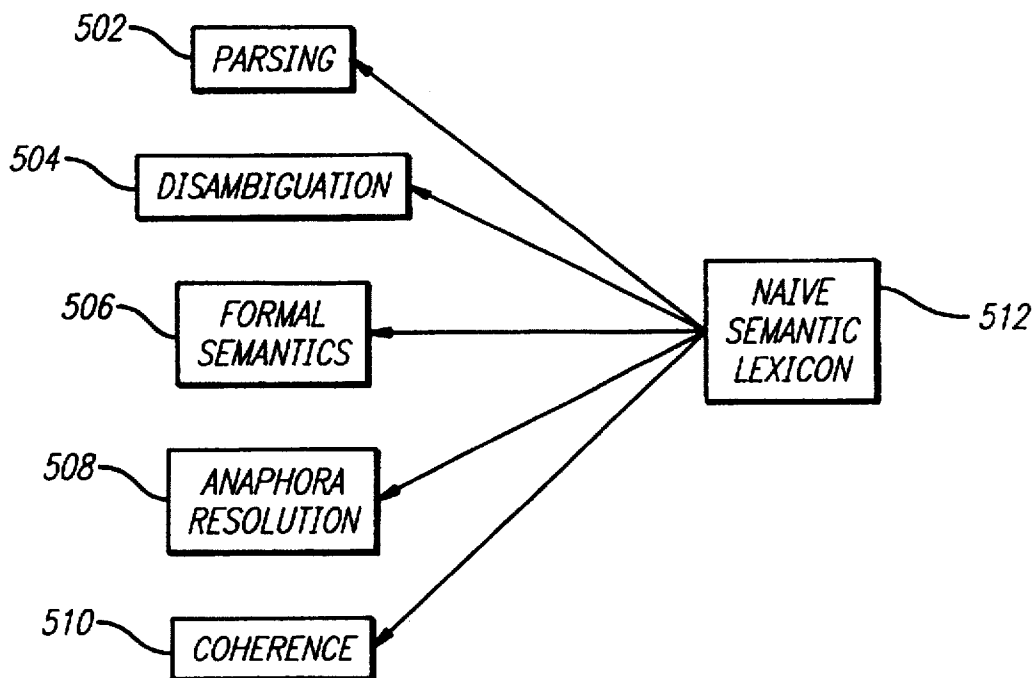 502
PARSING
504
DISAMBIGUATION
506
FORMAL
SEMANTICS
508
ANAPHORA
RESOLUTION
510
COHERENCE
NAIVE
SEMANTIC
LEXICON
512